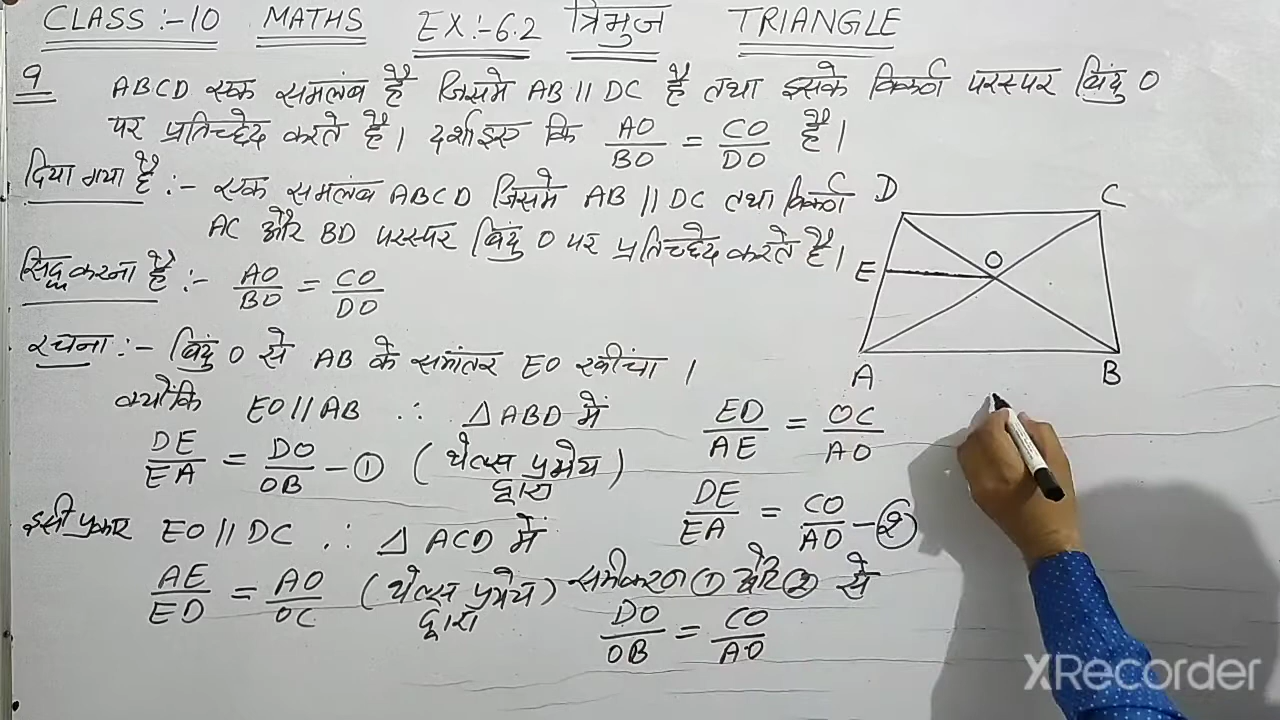 CLASS:-10 MATHS EX:-6.2 त्रिभुज TRIANGLE
9 ABCD एक समलंब है जिसमे AB || DC है तथा इसके विकर्ण परस्पर बिंदु O
पर प्रतिच्छेद करते है। दर्शाइए कि AO/BO = CO/DO है।
दिया गया है :- एक समलंब ABCD जिसमे AB || DC तथा विकर्ण
AC और BD परस्पर बिंदु O पर प्रतिच्छेद करते है।
सिद्ध करना है :- AO/BO = CO/DO
रचना :- बिंदु O से AB के समांतर EO खींचा ।
क्योंकि EO || AB ∴ △ ABD में
DE/EA = DO/OB - ① ( थेल्स प्रमेय द्वारा )
इसी प्रकार EO || DC ∴ △ ACD में
AE/ED = AO/OC ( थेल्स प्रमेय द्वारा )
ED/AE = OC/AO
DE/EA = CO/AO - ②
समीकरण ① और ② से
DO/OB = CO/AO
D
C
E
O
A
B
XRecorder